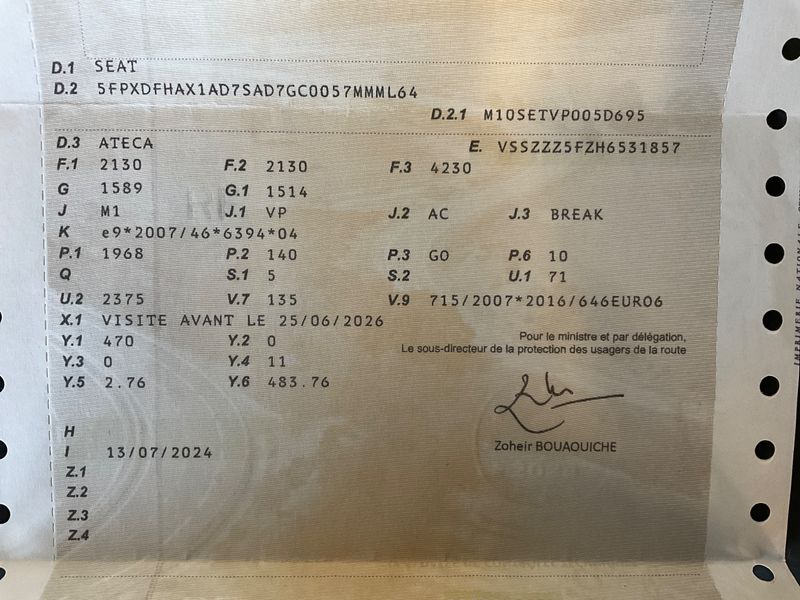 D.1 SEAT
D.2 5FPXDFHAX1AD7SAD7GC0057MMML64
D.2.1 M10SETVP005D695
D.3 ATECA E. VSSZZZ5FZH6531857
F.1 2130 F.2 2130 F.3 4230
G 1589 G.1 1514
J M1 J.1 VP J.2 AC J.3 BREAK
K e9*2007/46*6394*04
P.1 1968 P.2 140 P.3 GO P.6 10
Q S.1 5 S.2 U.1 71
U.2 2375 V.7 135 V.9 715/2007*2016/646EURO6
X.1 VISITE AVANT LE 25/06/2026
Y.1 470 Y.2 0
Pour le ministre et par délégation,
Le sous-directeur de la protection des usagers de la route
Y.3 0 Y.4 11
Y.5 2.76 Y.6 483.76
Zoheir BOUAOUICHE
H
I 13/07/2024
Z.1
Z.2
Z.3
Z.4
IMPRIMERIE NATIONALE